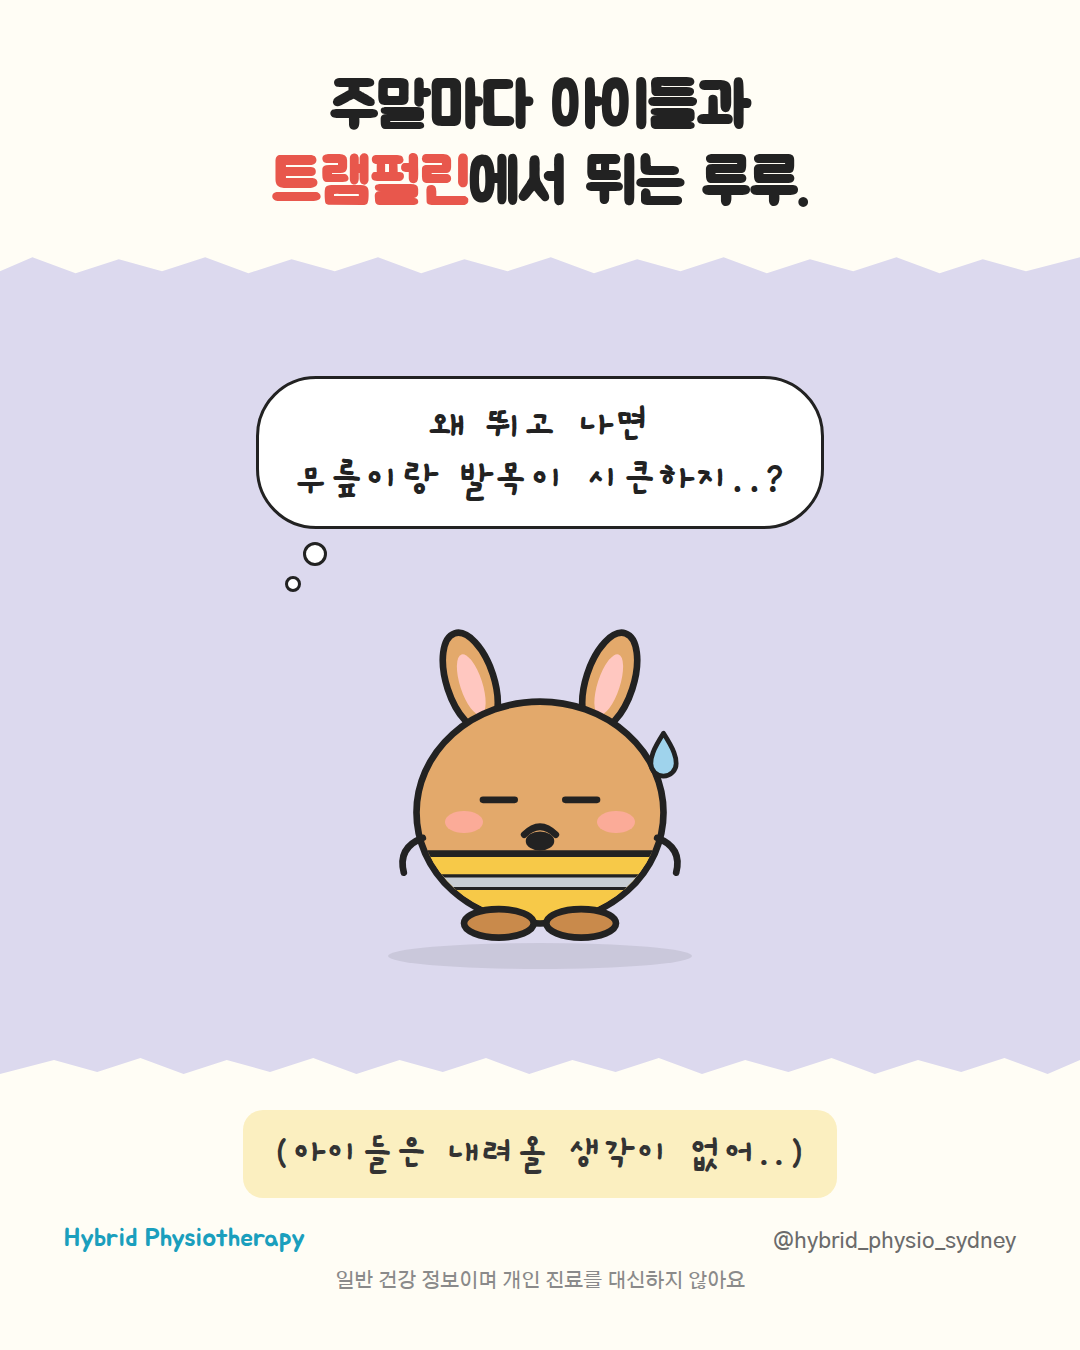 주말마다 아이들과
트램펄린에서 뛰는 루루.
왜 뛰고 나면
무릎이랑 발목이 시큰하지..?
(아이들은 내려올 생각이 없어..)
Hybrid Physiotherapy
@hybrid_physio_sydney
일반 건강 정보이며 개인 진료를 대신하지 않아요